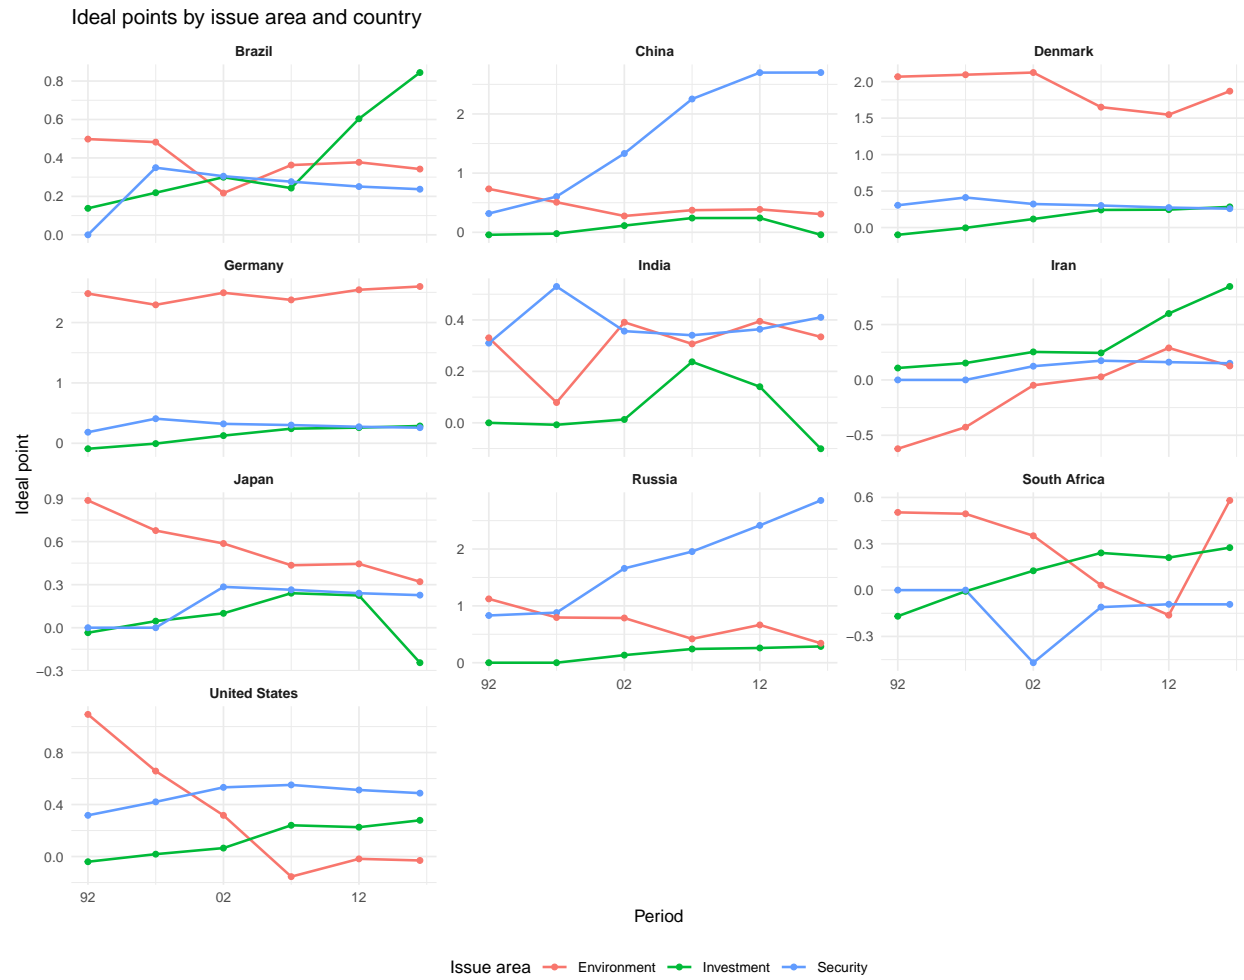 Ideal points by issue area and country
Brazil
China
Denmark
0.8
0.6
0.4
0.2
0.0
2
1
0
2.0
1.5
1.0
0.5
0.0
Germany
India
Iran
2
1
0
0.4
0.2
0.0
0.5
0.0
−0.5
Japan
Russia
South Africa
0.9
0.6
0.3
0.0
−0.3
2
1
0
0.6
0.3
0.0
−0.3
92 02 12
92 02 12
United States
0.8
0.4
0.0
92 02 12
Ideal point
Period
Issue area Environment Investment Security